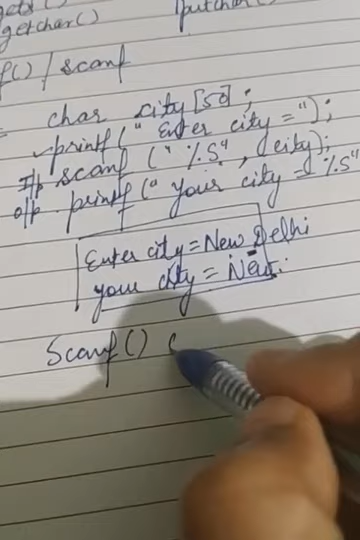 gets()
getchar()
f() / scanf
char city [50];
printf (" Enter city =");
I/p scanf (" %s", city);
o/p printf (" your city = %s"
Enter city = New Delhi
your city = New.
Scanf()